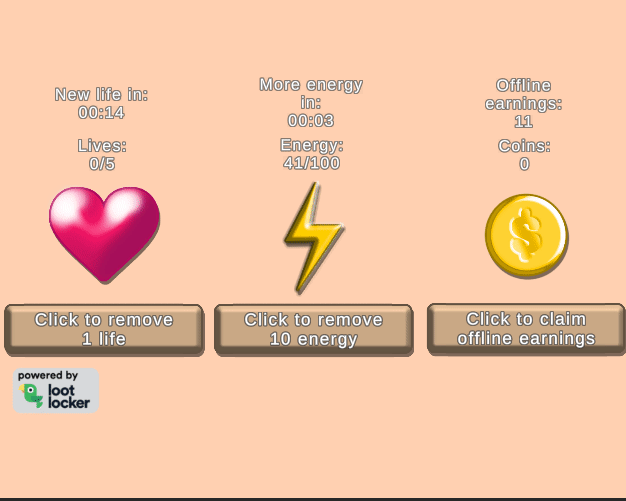 New life in:
00:14
Lives:
0/5
Click to remove
1 life
More energy
in:
00:03
Energy:
41/100
Click to remove
10 energy
Offline
earnings:
11
Coins:
0
$
Click to claim
offline earnings
powered by
loot
locker